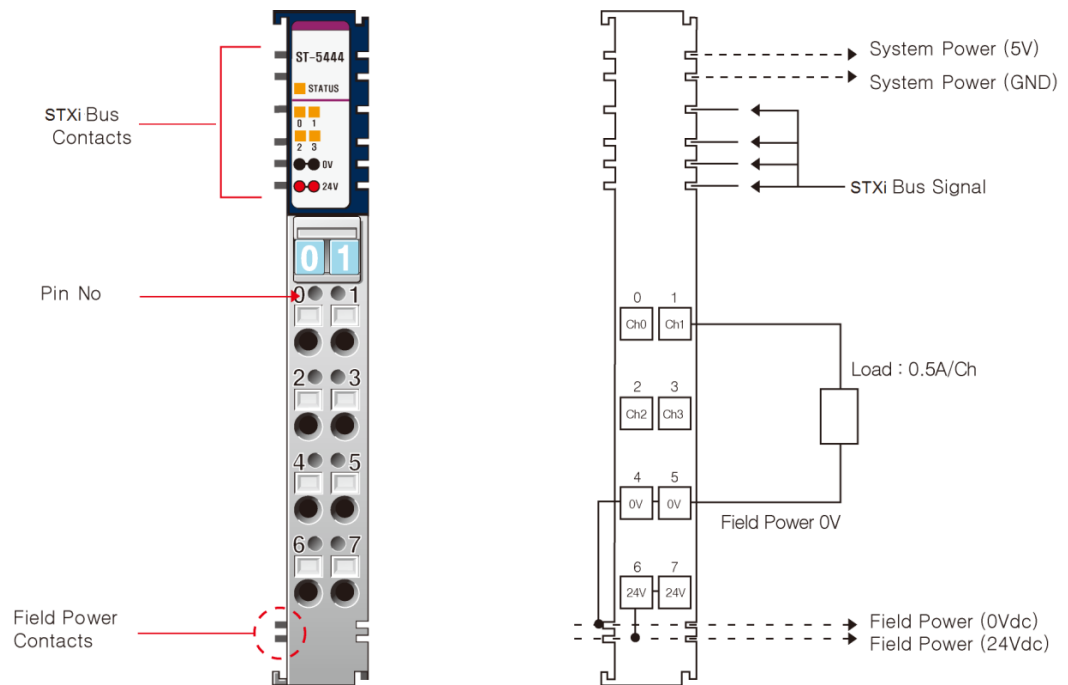 ST-5444
STATUS
0 1
2 3
0V
24V
STXi Bus
Contacts
01
Pin No
0 1
2 3
4 5
6 7
Field Power
Contacts
System Power (5V)
System Power (GND)
STXi Bus Signal
0 1
Ch0 Ch1
Load : 0.5A/Ch
2 3
Ch2 Ch3
4 5
0V 0V
Field Power 0V
6 7
24V 24V
Field Power (0Vdc)
Field Power (24Vdc)